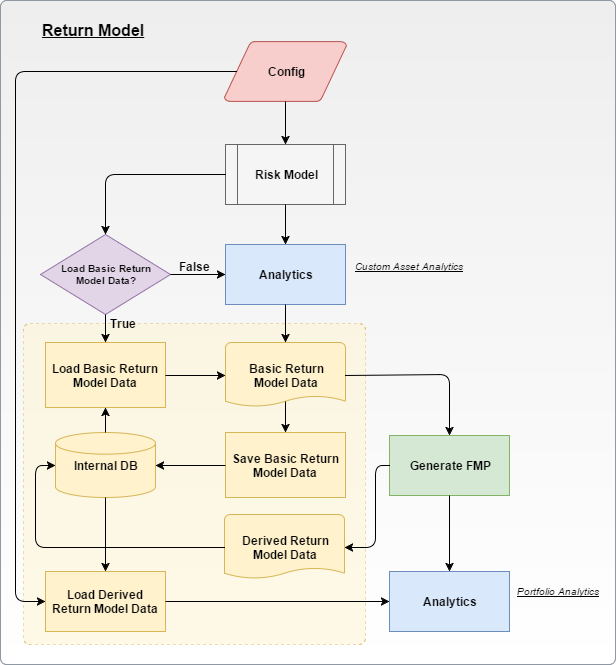 Return Model
Config
Risk Model
Load Basic Return
Model Data?
False
Analytics
Custom Asset Analytics
True
Load Basic Return
Model Data
Basic Return
Model Data
Internal DB
Save Basic Return
Model Data
Generate FMP
Derived Return
Model Data
Load Derived
Return Model Data
Analytics
Portfolio Analytics